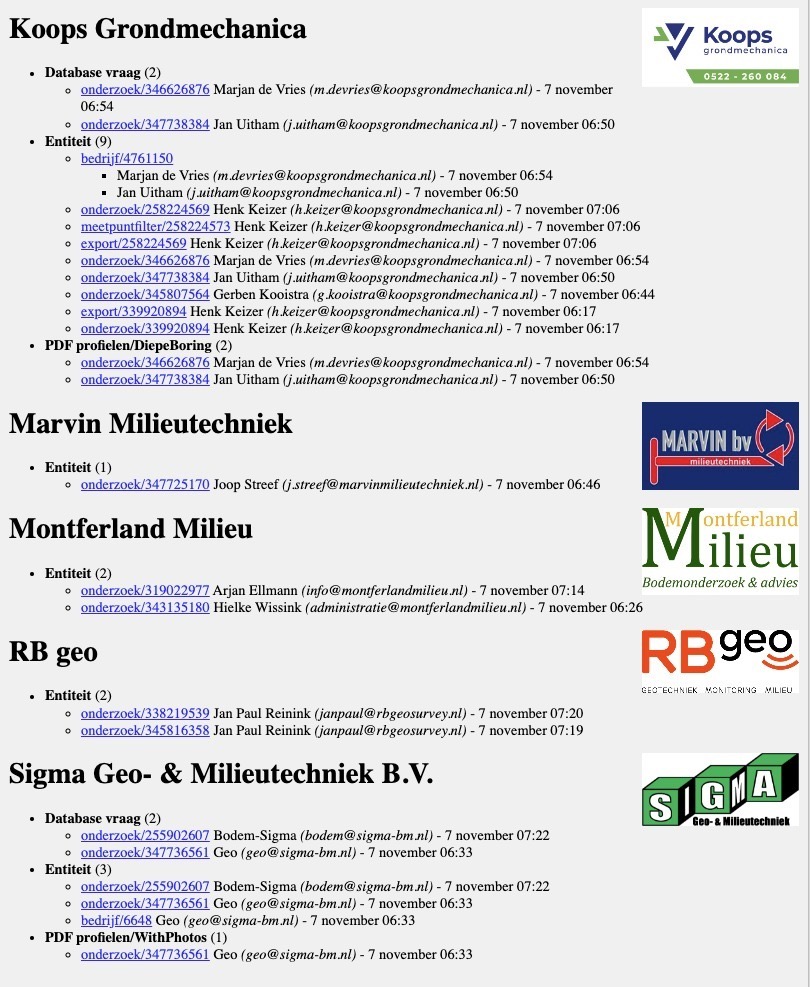 Koops Grondmechanica
Koops
grondmechanica
0522 - 260 084
Database vraag (2)
onderzoek/346626876 Marjan de Vries (m.devries@koopsgrondmechanica.nl) - 7 november
06:54
onderzoek/347738384 Jan Uitham (j.uitham@koopsgrondmechanica.nl) - 7 november 06:50
Entiteit (9)
bedrijf/4761150
Marjan de Vries (m.devries@koopsgrondmechanica.nl) - 7 november 06:54
Jan Uitham (j.uitham@koopsgrondmechanica.nl) - 7 november 06:50
onderzoek/258224569 Henk Keizer (h.keizer@koopsgrondmechanica.nl) - 7 november 07:06
meetpuntfilter/258224573 Henk Keizer (h.keizer@koopsgrondmechanica.nl) - 7 november 07:06
export/258224569 Henk Keizer (h.keizer@koopsgrondmechanica.nl) - 7 november 07:06
onderzoek/346626876 Marjan de Vries (m.devries@koopsgrondmechanica.nl) - 7 november 06:54
onderzoek/347738384 Jan Uitham (j.uitham@koopsgrondmechanica.nl) - 7 november 06:50
onderzoek/345807564 Gerben Kooistra (g.kooistra@koopsgrondmechanica.nl) - 7 november 06:44
export/339920894 Henk Keizer (h.keizer@koopsgrondmechanica.nl) - 7 november 06:17
onderzoek/339920894 Henk Keizer (h.keizer@koopsgrondmechanica.nl) - 7 november 06:17
PDF profielen/DiepeBoring (2)
onderzoek/346626876 Marjan de Vries (m.devries@koopsgrondmechanica.nl) - 7 november 06:54
onderzoek/347738384 Jan Uitham (j.uitham@koopsgrondmechanica.nl) - 7 november 06:50
Marvin Milieutechniek
MARVIN bv
milieutechniek
Entiteit (1)
onderzoek/347725170 Joop Streef (j.streef@marvinmilieutechniek.nl) - 7 november 06:46
Montferland Milieu
Montferland
Milieu
Bodemonderzoek & advies
Entiteit (2)
onderzoek/319022977 Arjan Ellmann (info@montferlandmilieu.nl) - 7 november 07:14
onderzoek/343135180 Hielke Wissink (administratie@montferlandmilieu.nl) - 7 november 06:26
RB geo
RB geo
GEOTECHNIEK MONITORING MILIEU
Entiteit (2)
onderzoek/338219539 Jan Paul Reinink (janpaul@rbgeosurvey.nl) - 7 november 07:20
onderzoek/345816358 Jan Paul Reinink (janpaul@rbgeosurvey.nl) - 7 november 07:19
Sigma Geo- & Milieutechniek B.V.
SIGMA
Geo- & Milieutechniek
Database vraag (2)
onderzoek/255902607 Bodem-Sigma (bodem@sigma-bm.nl) - 7 november 07:22
onderzoek/347736561 Geo (geo@sigma-bm.nl) - 7 november 06:33
Entiteit (3)
onderzoek/255902607 Bodem-Sigma (bodem@sigma-bm.nl) - 7 november 07:22
onderzoek/347736561 Geo (geo@sigma-bm.nl) - 7 november 06:33
bedrijf/6648 Geo (geo@sigma-bm.nl) - 7 november 06:33
PDF profielen/WithPhotos (1)
onderzoek/347736561 Geo (geo@sigma-bm.nl) - 7 november 06:33